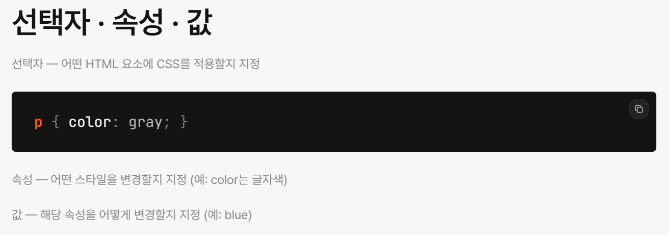 선택자 · 속성 · 값
선택자 — 어떤 HTML 요소에 CSS를 적용할지 지정
p { color: gray; }
속성 — 어떤 스타일을 변경할지 지정 (예: color는 글자색)
값 — 해당 속성을 어떻게 변경할지 지정 (예: blue)